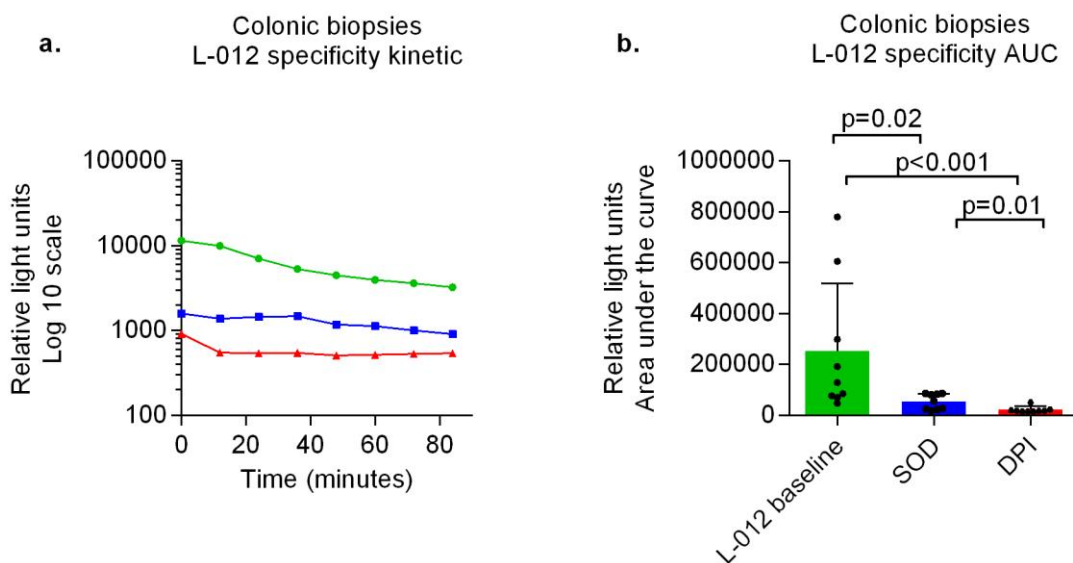 a.
Colonic biopsies
L-012 specificity kinetic
Relative light units
Log 10 scale
100000
10000
1000
100
0
20
40
60
80
Time (minutes)
b.
Colonic biopsies
L-012 specificity AUC
p=0.02
p<0.001
p=0.01
Relative light units
Area under the curve
1000000
800000
600000
400000
200000
0
L-012 baseline
SOD
DPI